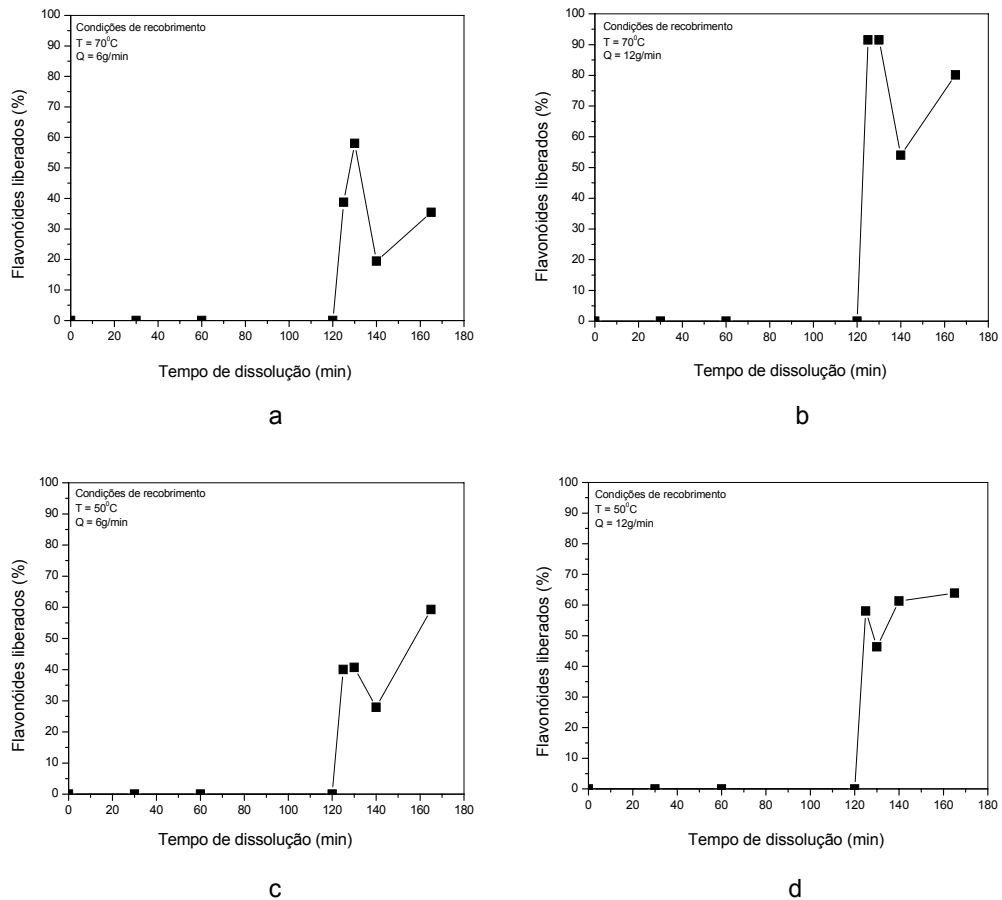 Condições de recobrimento
T = 70⁰C
Q = 6g/min
Flavonóides liberados (%)
100
90
80
70
60
50
40
30
20
10
0
0 20 40 60 80 100 120 140 160 180
Tempo de dissolução (min)
a
Condições de recobrimento
T = 70⁰C
Q = 12g/min
Flavonóides liberados (%)
100
90
80
70
60
50
40
30
20
10
0
0 20 40 60 80 100 120 140 160 180
Tempo de dissolução (min)
b
Condições de recobrimento
T = 50⁰C
Q = 6g/min
Flavonóides liberados (%)
100
90
80
70
60
50
40
30
20
10
0
0 20 40 60 80 100 120 140 160 180
Tempo de dissolução (min)
c
Condições de recobrimento
T = 50⁰C
Q = 12g/min
Flavonóides liberados (%)
100
90
80
70
60
50
40
30
20
10
0
0 20 40 60 80 100 120 140 160 180
Tempo de dissolução (min)
d